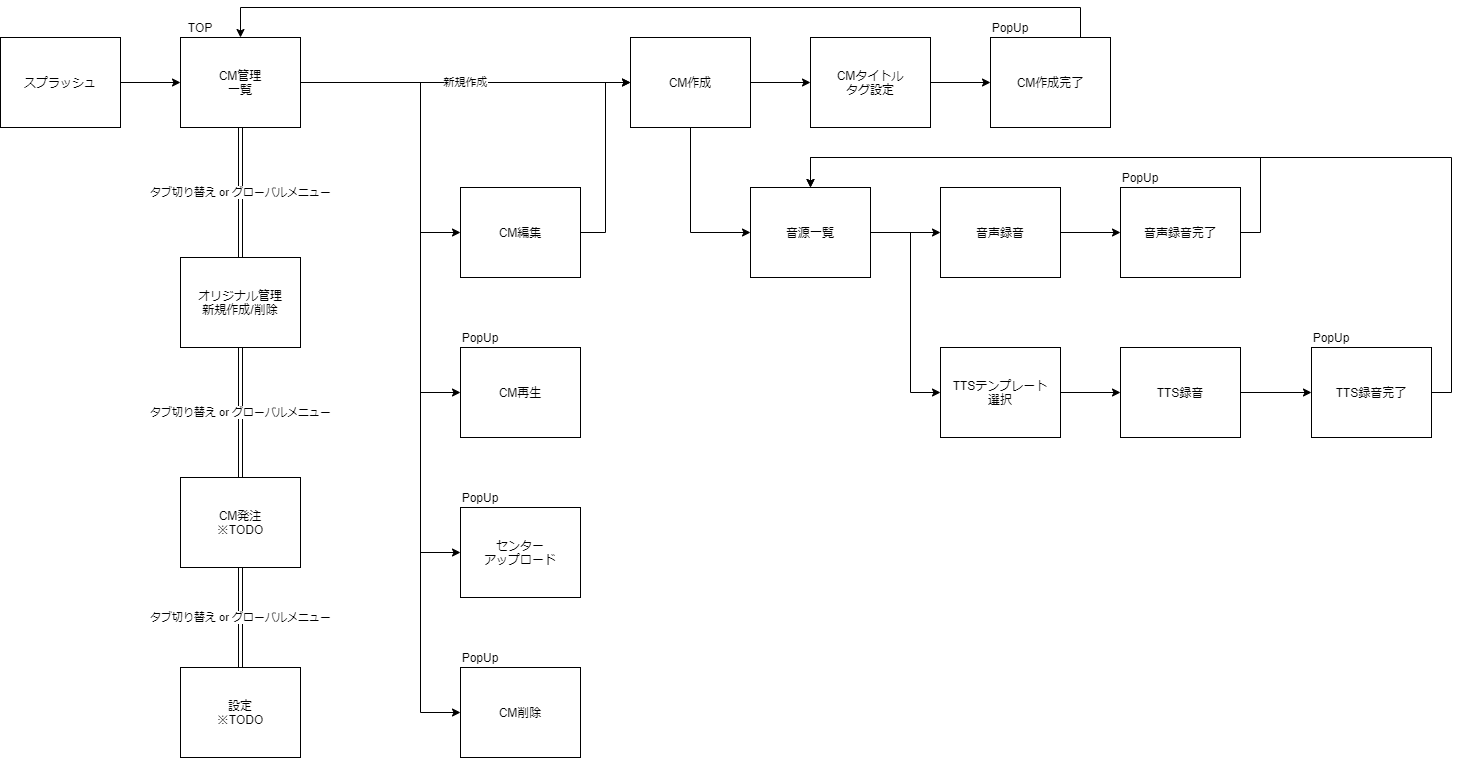 TOP
PopUp
スプラッシュ
CM管理
一覧
新規作成
CM作成
CMタイトル
タグ設定
CM作成完了
タブ切り替え or グローバルメニュー
PopUp
CM編集
音源一覧
音声録音
音声録音完了
オリジナル管理
新規作成/削除
PopUp
PopUp
CM再生
TTSテンプレート
選択
TTS録音
TTS録音完了
タブ切り替え or グローバルメニュー
PopUp
CM発注
※TODO
センター
アップロード
タブ切り替え or グローバルメニュー
PopUp
設定
※TODO
CM削除